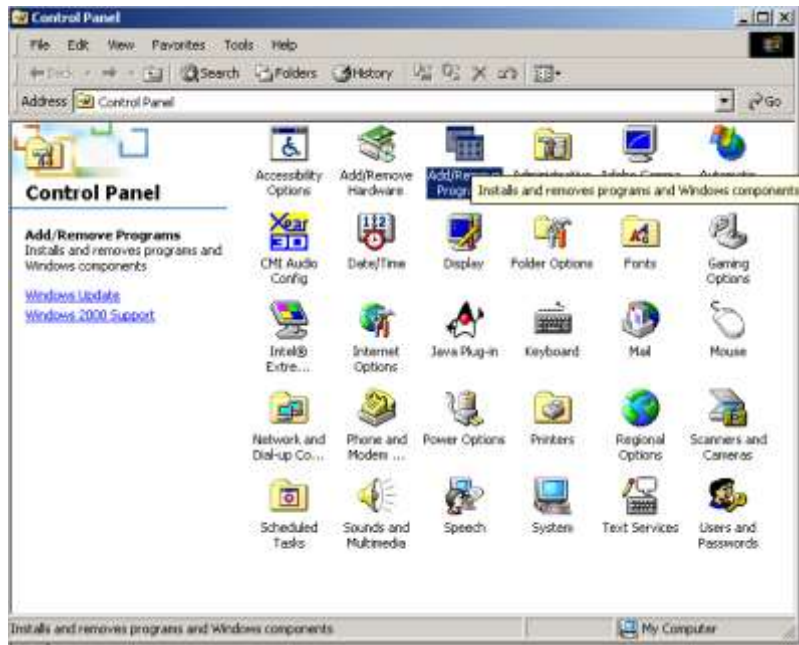 Control Panel
File Edit View Favorites Tools Help
Back Search Folders History
Address Control Panel Go
Control Panel
Add/Remove Programs
Installs and removes programs and
Windows components
Windows Update
Windows 2000 Support
Accessibility
Options
Add/Remove
Hardware
Add/Remove
Installs and removes programs and Windows components
CMI Audio
Config
Date/Time
Display
Folder Options
Fonts
Gaming
Options
Intel®
Extre...
Internet
Options
Java Plug-in
Keyboard
Mail
Mouse
Network and
Dial-up Co...
Phone and
Modem ...
Power Options
Printers
Regional
Options
Scanners and
Cameras
Scheduled
Tasks
Sounds and
Multimedia
Speech
System
Text Services
Users and
Passwords
Installs and removes programs and Windows components
My Computer